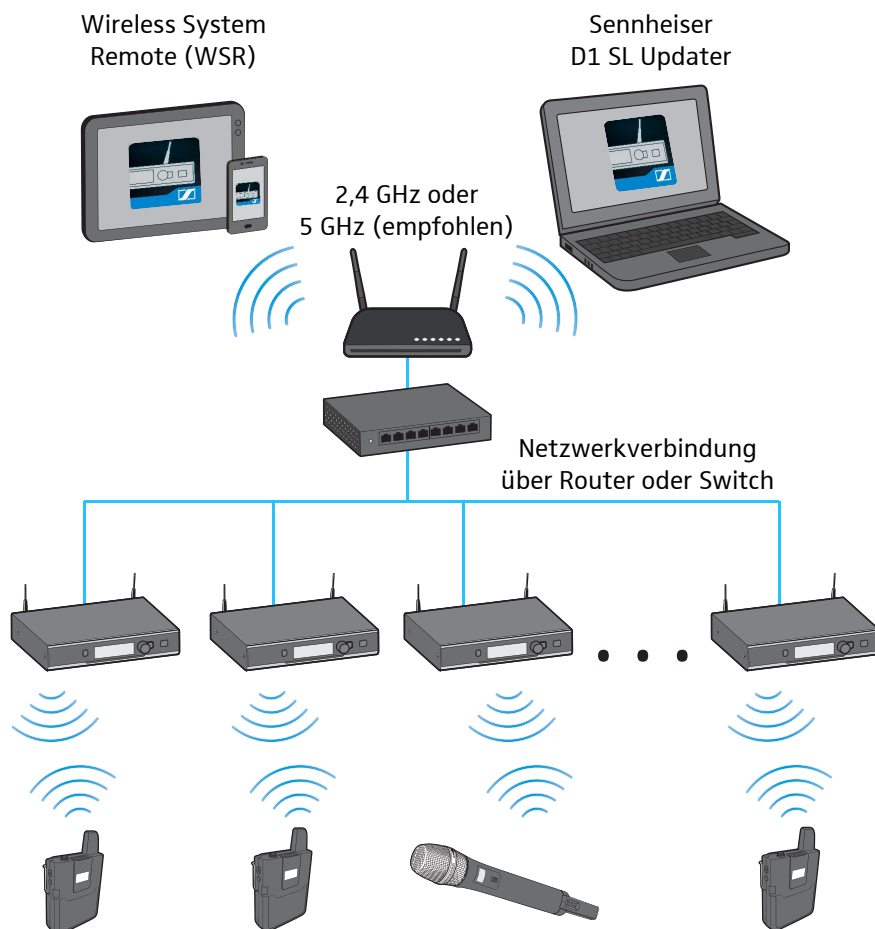 Wireless System
Remote (WSR)
Sennheiser
D1 SL Updater
2,4 GHz oder
5 GHz (empfohlen)
Netzwerkverbindung
über Router oder Switch